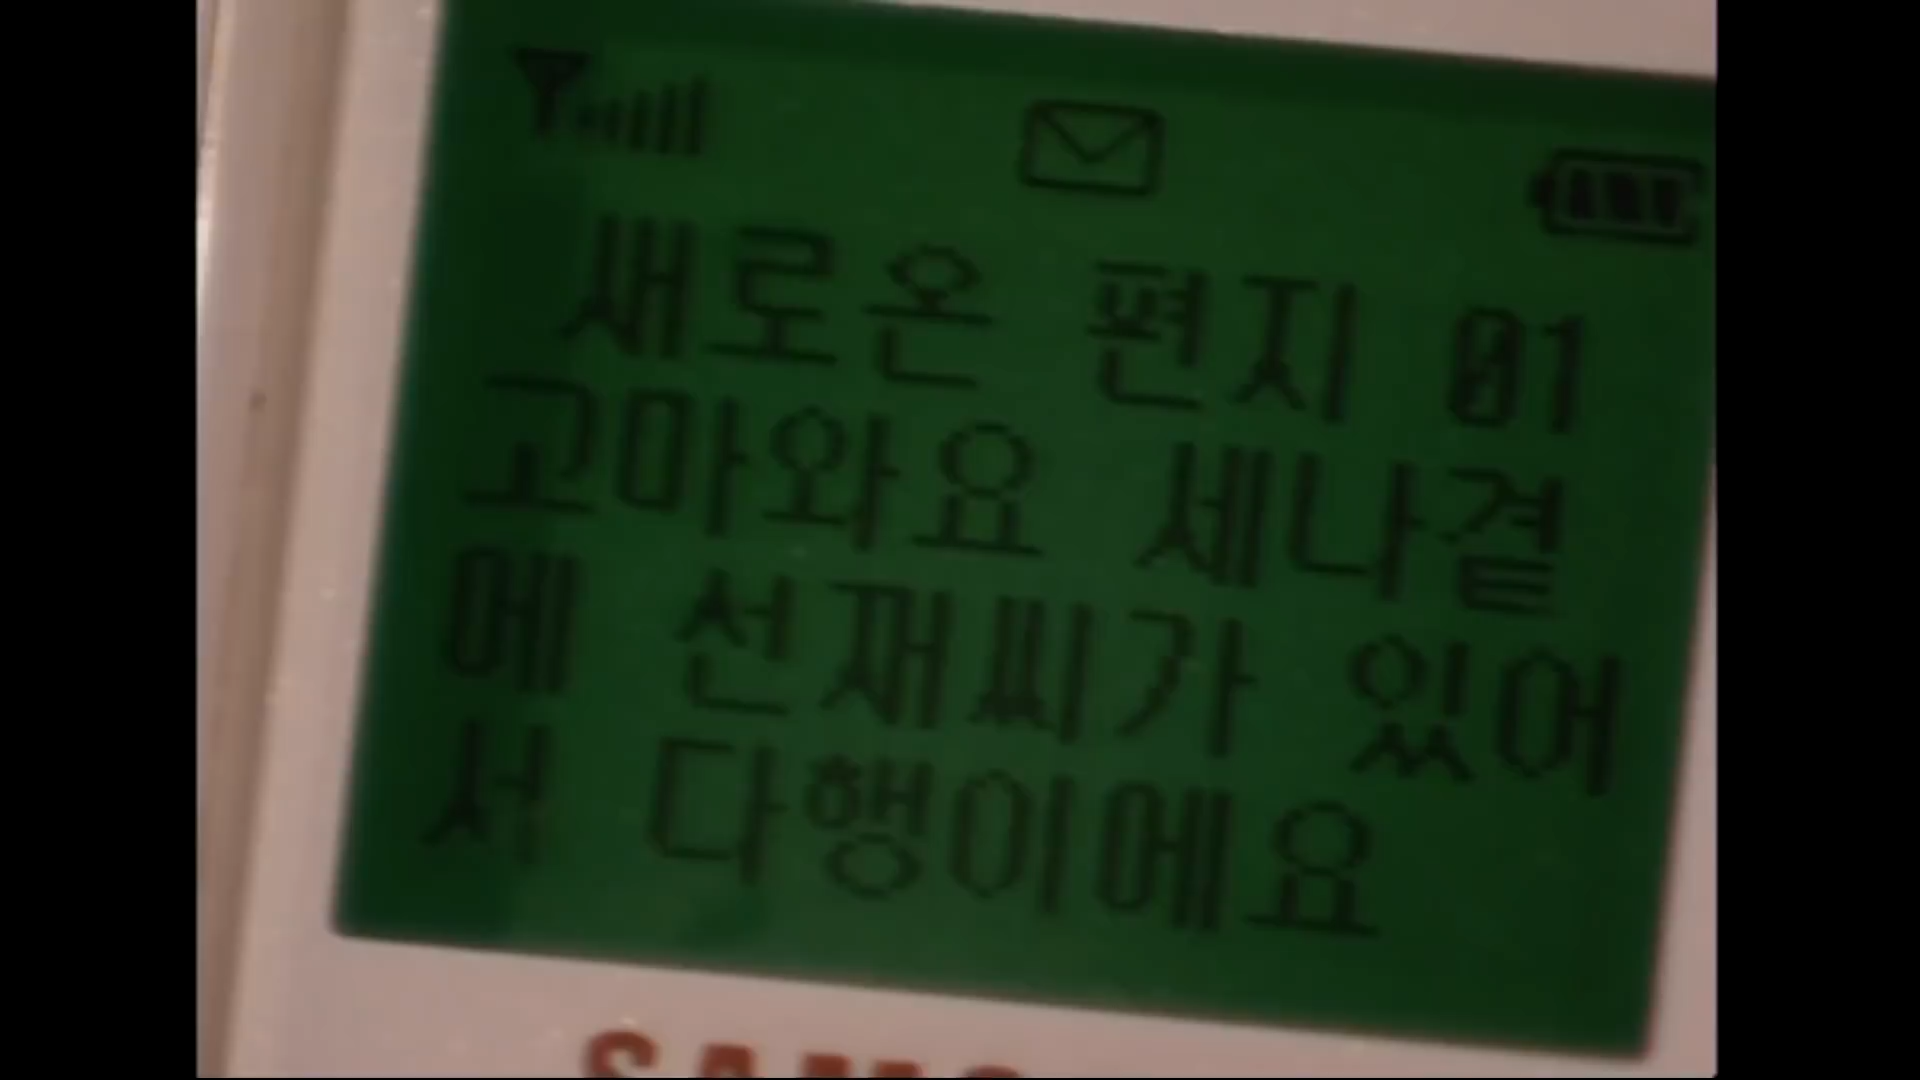 새로온 편지 01
고마와요 세나곁
에 선재씨가 있어
서 다행이에요